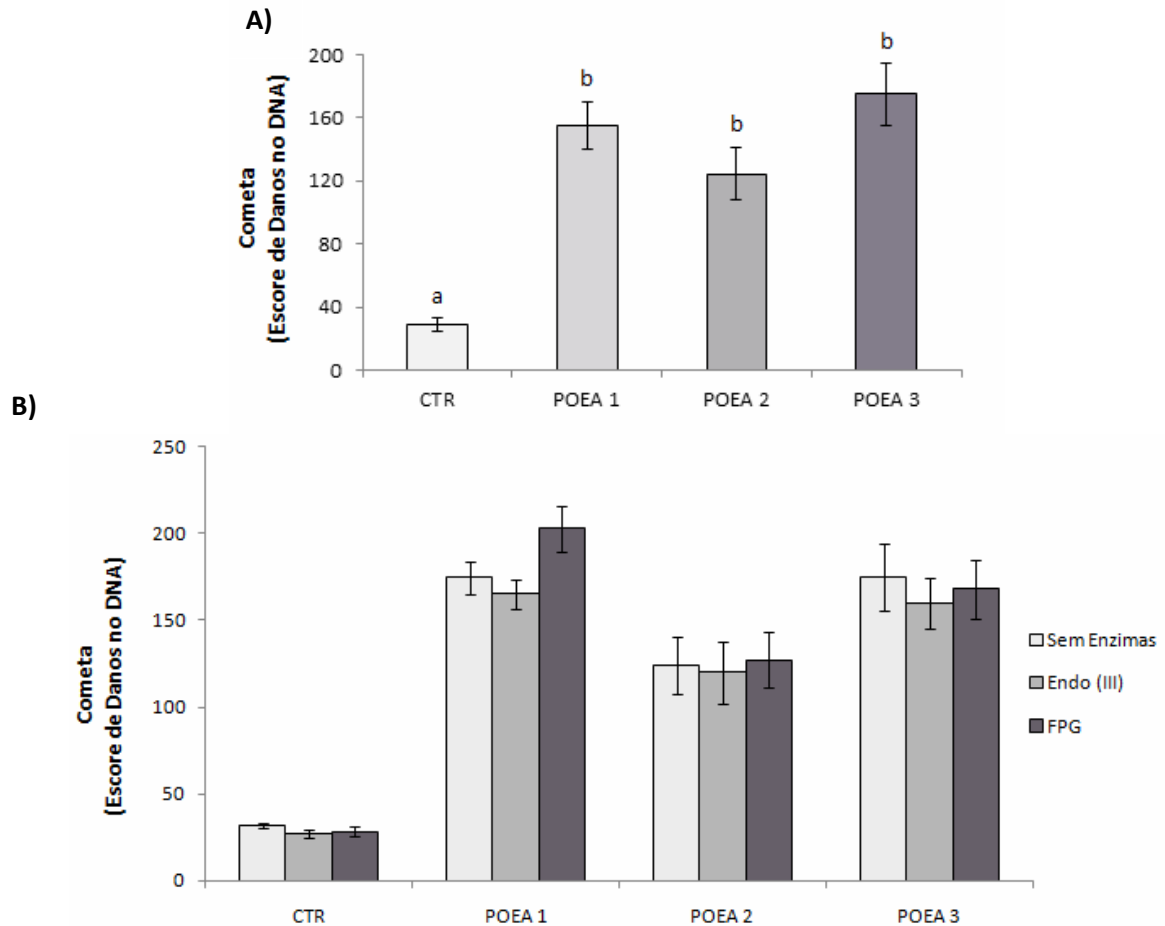 A)
Cometa
(Escore de Danos no DNA)
200
160
120
80
40
0
a
b
b
b
CTR
POEA 1
POEA 2
POEA 3
B)
Cometa
(Escore de Danos no DNA)
250
200
150
100
50
0
CTR
POEA 1
POEA 2
POEA 3
Sem Enzimas
Endo (III)
FPG